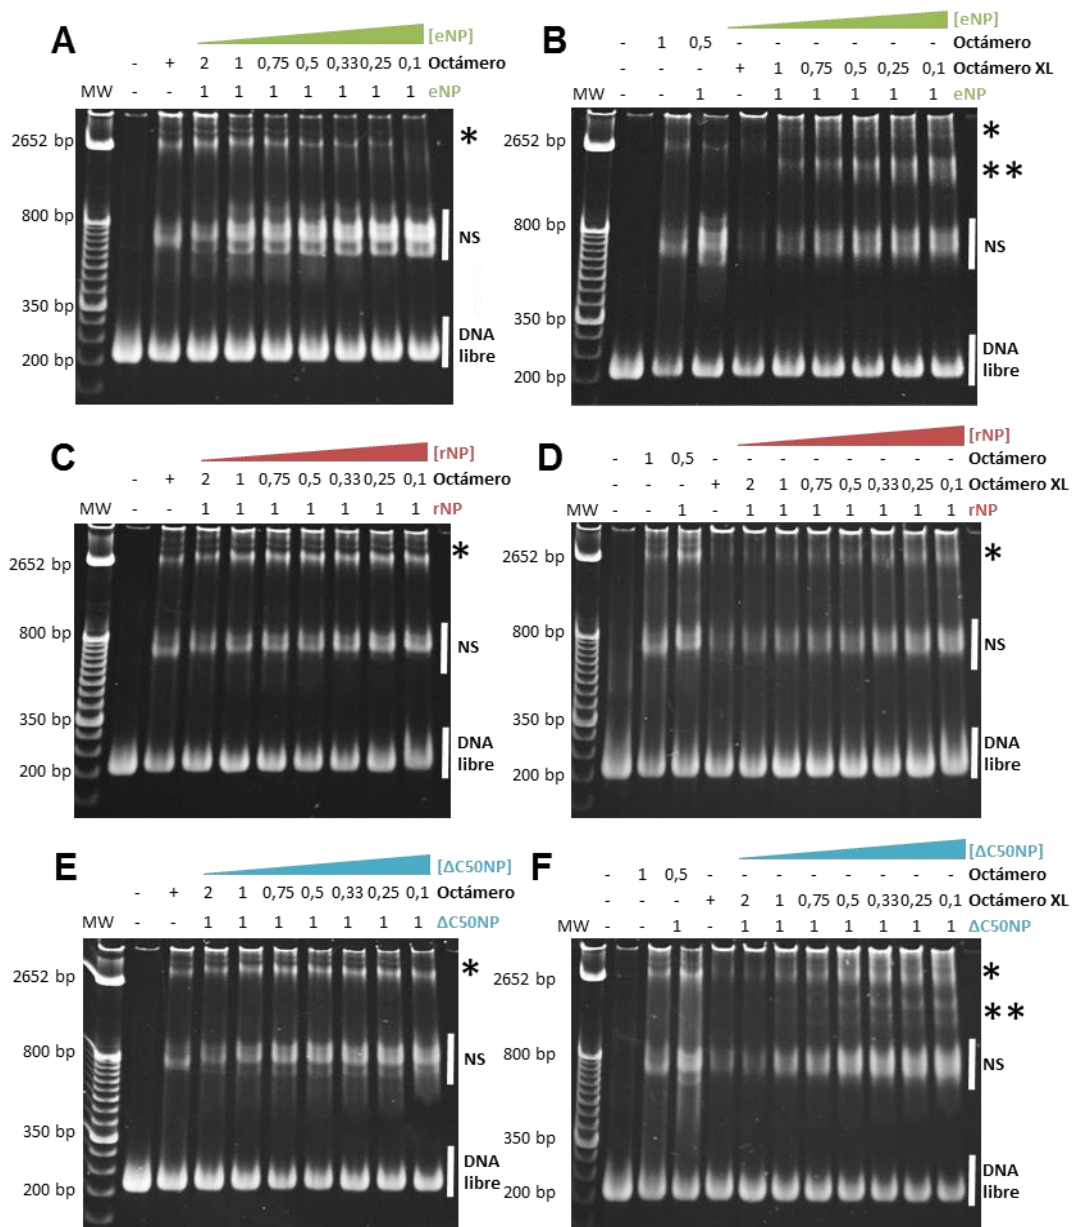 A
[eNP]
- + 2 1 0,75 0,5 0,33 0,25 0,1 Octámero
MW - - 1 1 1 1 1 1 1 eNP
2652 bp
*
800 bp
NS
350 bp
DNA
libre
200 bp
B
[eNP]
- 1 0,5 - - - - - - Octámero
- - - + 1 0,75 0,5 0,25 0,1 Octámero XL
MW - - 1 - 1 1 1 1 1 eNP
2652 bp
*
**
800 bp
NS
350 bp
DNA
libre
200 bp
C
[rNP]
- + 2 1 0,75 0,5 0,33 0,25 0,1 Octámero
MW - - 1 1 1 1 1 1 1 rNP
2652 bp
*
800 bp
NS
350 bp
DNA
libre
200 bp
D
[rNP]
- 1 0,5 - - - - - - - - Octámero
- - - + 2 1 0,75 0,5 0,33 0,25 0,1 Octámero XL
MW - - 1 - 1 1 1 1 1 1 1 rNP
2652 bp
*
800 bp
NS
350 bp
DNA
libre
200 bp
E
[ΔC50NP]
- + 2 1 0,75 0,5 0,33 0,25 0,1 Octámero
MW - - 1 1 1 1 1 1 1 ΔC50NP
2652 bp
*
800 bp
NS
350 bp
DNA
libre
200 bp
F
[ΔC50NP]
- 1 0,5 - - - - - - - - Octámero
- - - + 2 1 0,75 0,5 0,33 0,25 0,1 Octámero XL
MW - - 1 - 1 1 1 1 1 1 1 ΔC50NP
2652 bp
*
**
800 bp
NS
350 bp
DNA
libre
200 bp